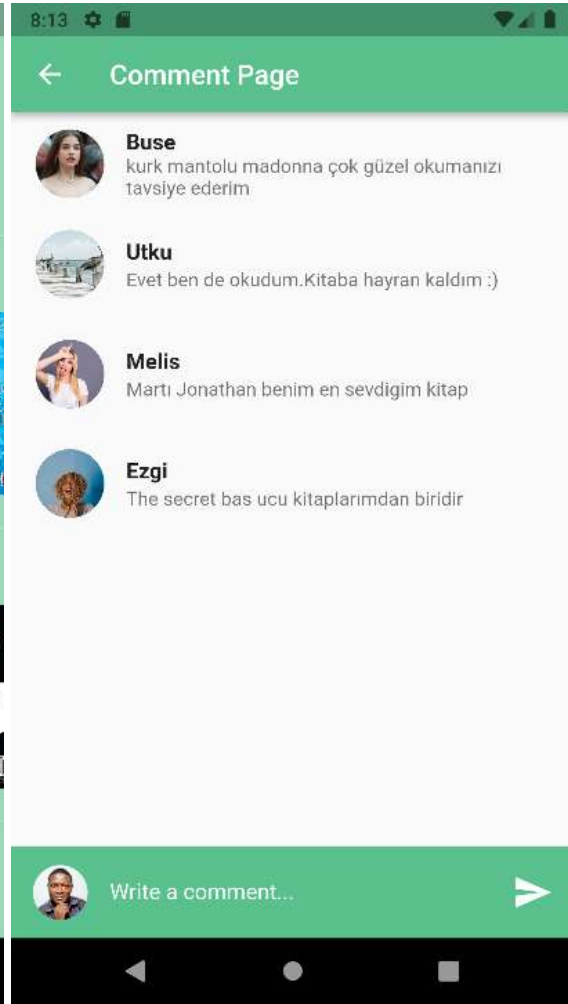 8:13
Comment Page
Buse
kurk mantolu madonna çok güzel okumanızı
tavsiye ederim
Utku
Evet ben de okudum.Kitaba hayran kaldım :)
Melis
Martı Jonathan benim en sevdigim kitap
Ezgi
The secret bas ucu kitaplarımdan biridir
Write a comment...